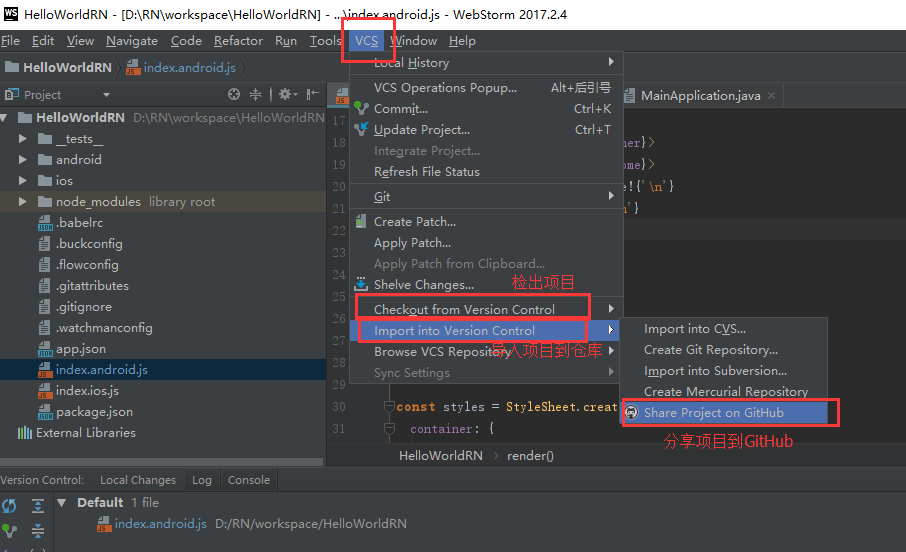 WS HelloWorldRN - [D:\RN\workspace\HelloWorldRN] - ...\index.android.js - WebStorm 2017.2.4
File Edit View Navigate Code Refactor Run Tools VCS Window Help
HelloWorldRN index.android.js
Project
HelloWorldRN D:\RN\workspace\HelloWorldRN
__tests__
android
ios
node_modules library root
.babelrc
.buckconfig
.flowconfig
.gitattributes
.gitignore
.watchmanconfig
app.json
index.android.js
index.ios.js
package.json
External Libraries
Local History
VCS Operations Popup... Alt+后引号
Commit... Ctrl+K
Update Project... Ctrl+T
Integrate Project...
Refresh File Status
Git
Create Patch...
Apply Patch...
Apply Patch from Clipboard...
Shelve Changes...
检出项目
Checkout from Version Control
Import into Version Control
导入项目到仓库
Browse VCS Repository
Sync Settings
Import into CVS...
Create Git Repository...
Import into Subversion...
Create Mercurial Repository
Share Project on GitHub
分享项目到GitHub
MainApplication.java
17
18
19
20
21
22
23
24
25
26
27
28
29
30
31
ner}>
ome}>
e!{'\n'}
n'}
const styles = StyleSheet.creat
container: {
HelloWorldRN render()
Version Control: Local Changes Log Console
Default 1 file
index.android.js D:/RN/workspace/HelloWorldRN